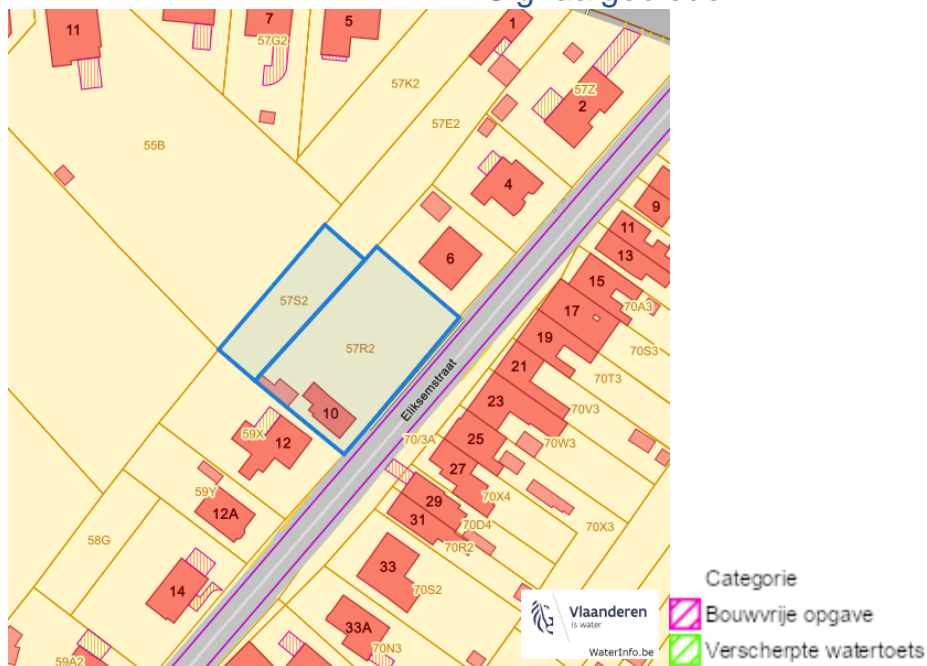 11
7
5
1
57G2
57K2
57Z
2
57E2
55B
4
9
11
13
6
15
57S2
70A3
17
57R2
19
70S3
21
70T3
Eliksemstraat
23
70V3
10
59X
12
70/3A
25
70W3
27
59Y
70X4
29
12A
70D4
70X3
31
58G
70R2
33
14
70S2
33A
70N3
59A2
Vlaanderen
is water
WaterInfo.be
Categorie
Bouwvrije opgave
Verscherpte watertoets